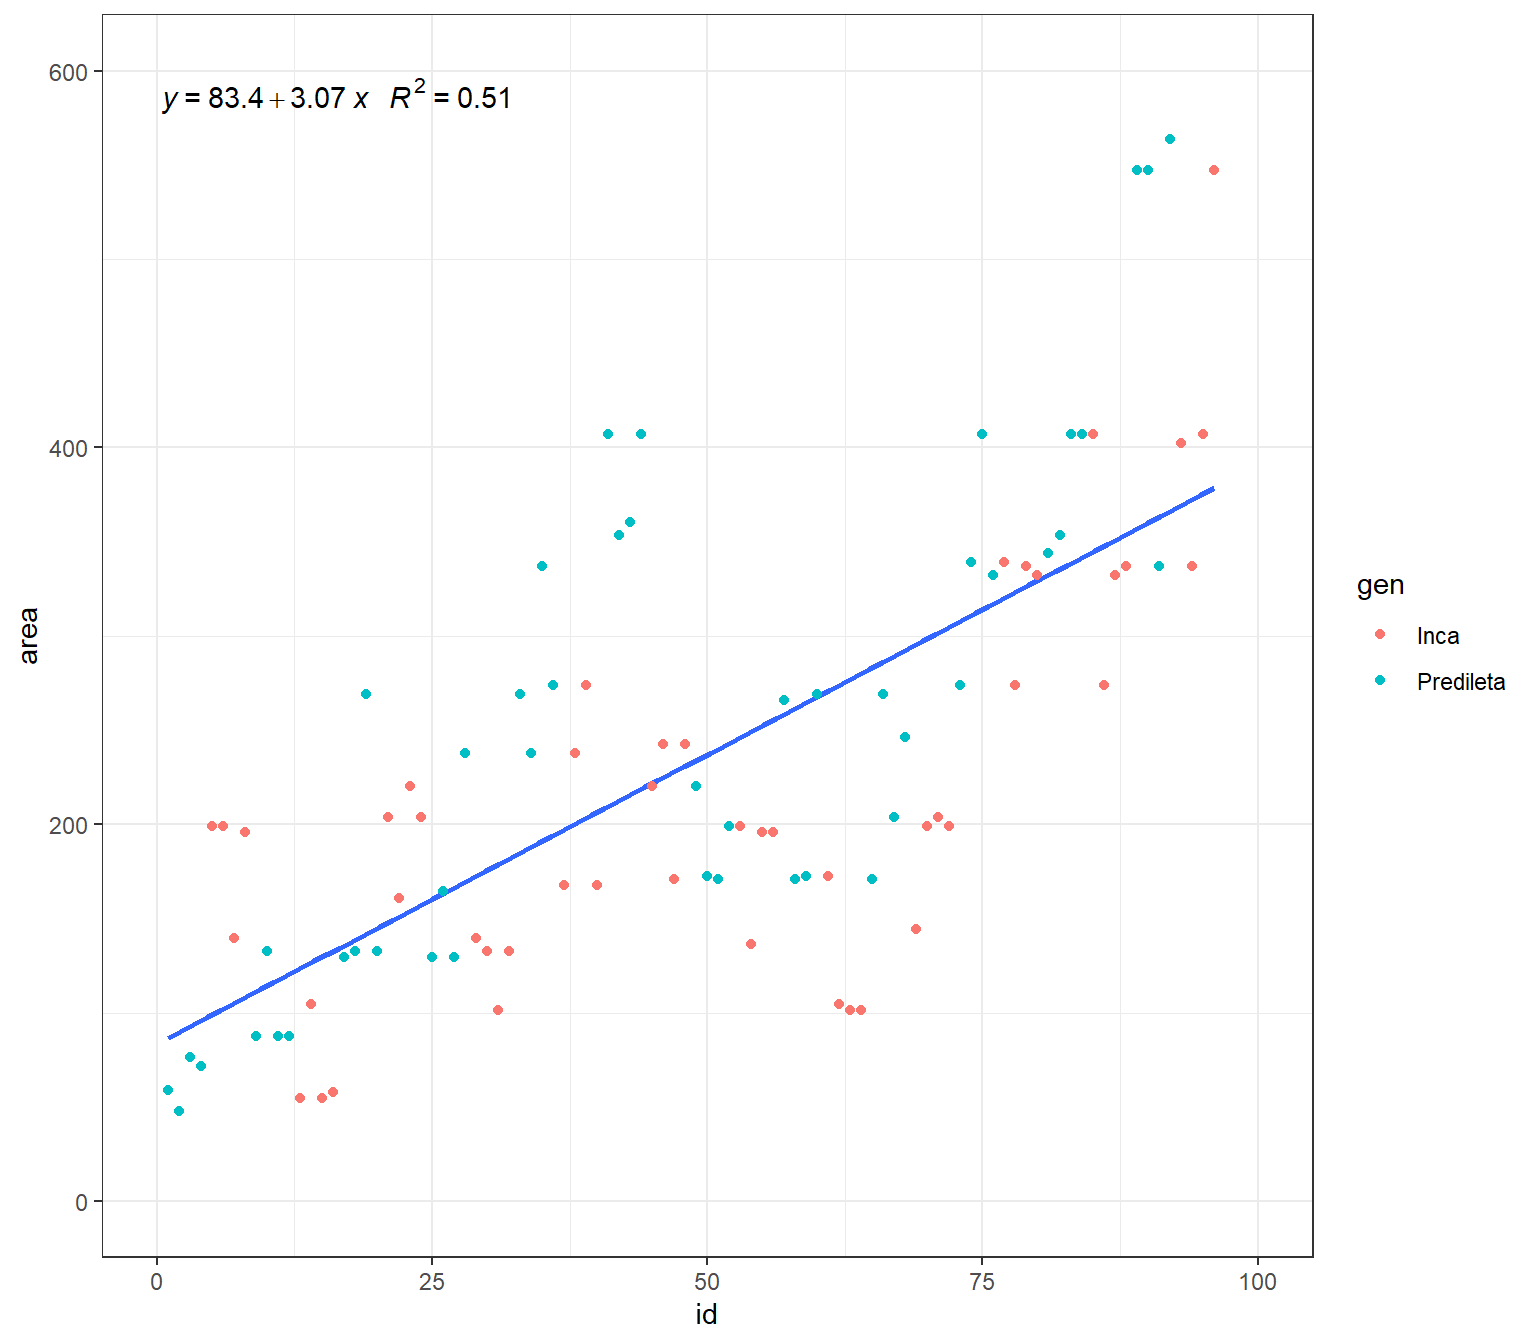 y = 83.4 + 3.07 x R² = 0.51
600
400
200
0
area
0 25 50 75 100
id
gen
Inca
Predileta